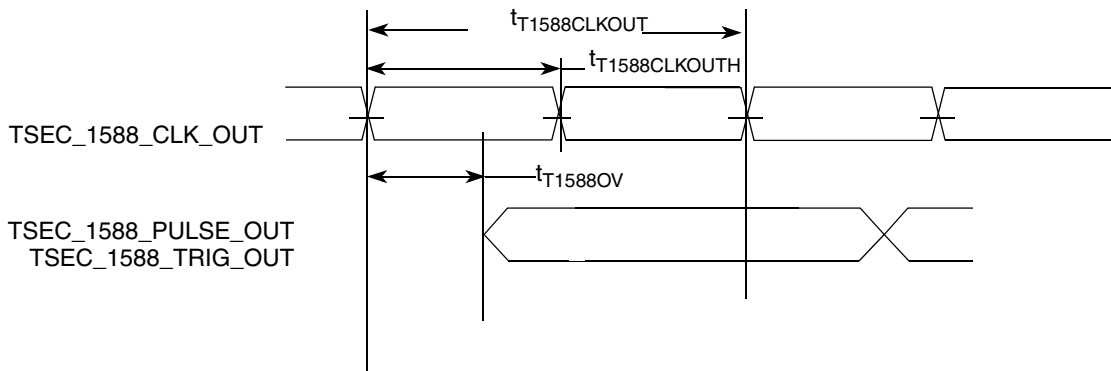 tT1588CLKOUT
tT1588CLKOUTH
TSEC_1588_CLK_OUT
tT1588OV
TSEC_1588_PULSE_OUT
TSEC_1588_TRIG_OUT